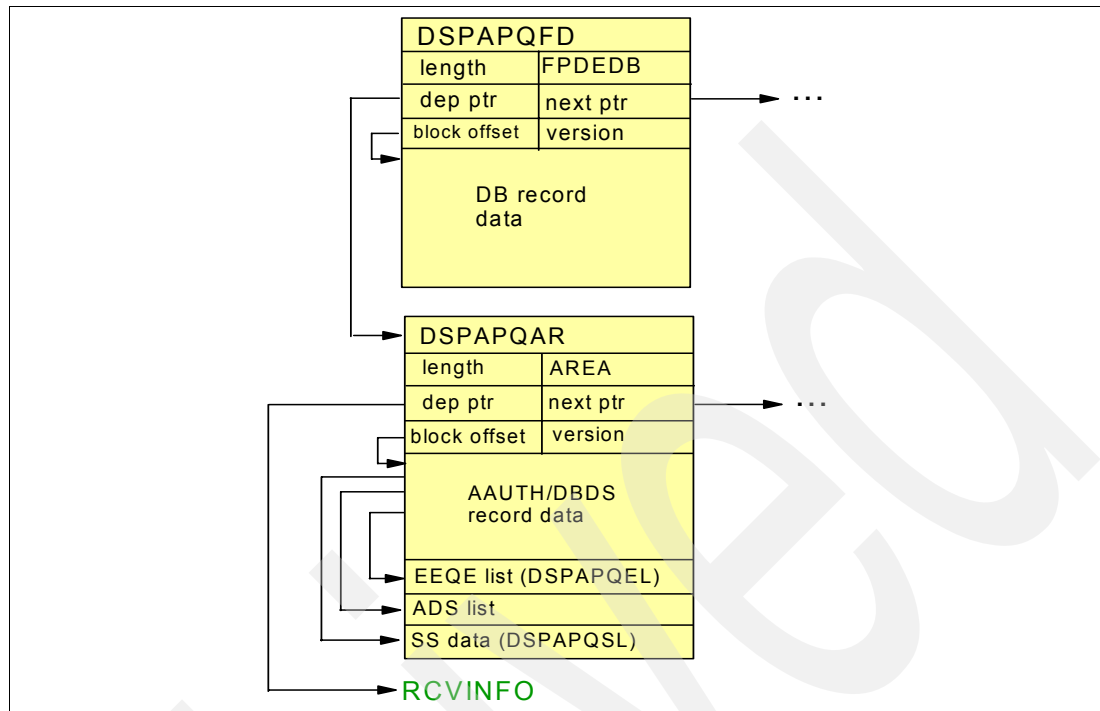 DSPAPQFD
length FPDEDB
dep ptr next ptr
...
block offset version
DB record
data
DSPAPQAR
length AREA
dep ptr next ptr
...
block offset version
AAUTH/DBDS
record data
EEQE list (DSPAPQEL)
ADS list
SS data (DSPAPQSL)
RCVINFO